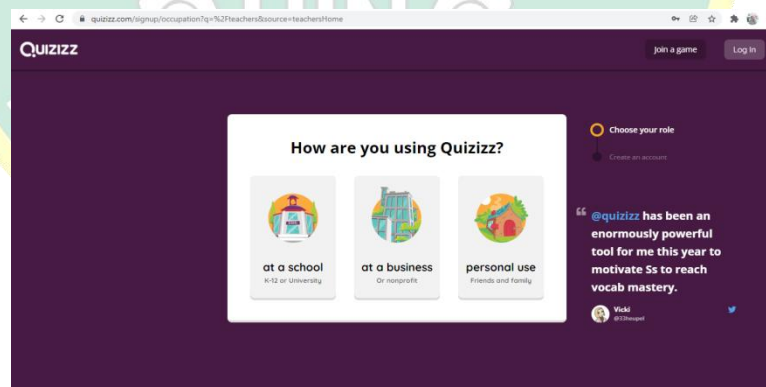 quizizz.com/signup/occupation?q=%2Fteachers&source=teachersHome
QUIZIZZ
Join a game
Log In
How are you using Quizizz?
at a school
K-12 or University
at a business
Or nonprofit
personal use
Friends and family
Choose your role
Create an account
“ @quizizz has been an
enormously powerful
tool for me this year to
motivate Ss to reach
vocab mastery.
Vicki